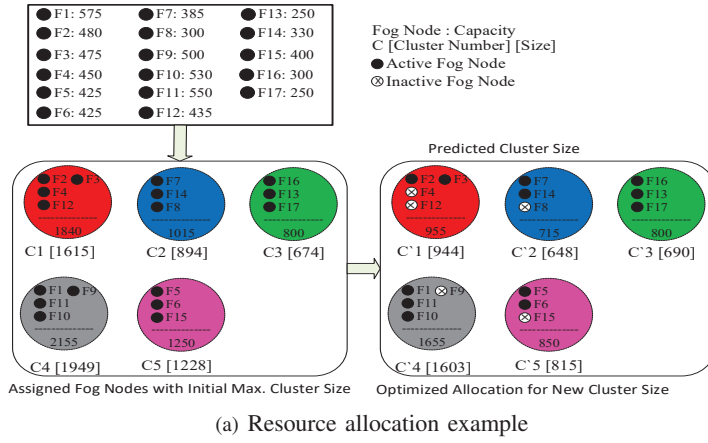 F1: 575
F2: 480
F3: 475
F4: 450
F5: 425
F6: 425
F7: 385
F8: 300
F9: 500
F10: 530
F11: 550
F12: 435
F13: 250
F14: 330
F15: 400
F16: 300
F17: 250
Fog Node : Capacity
C [Cluster Number] [Size]
Active Fog Node
Inactive Fog Node
F2 F3
F4
F12
1840
C1 [1615]
F7
F14
F8
1015
C2 [894]
F16
F13
F17
800
C3 [674]
F1 F9
F11
F10
2155
C4 [1949]
F5
F6
F15
1250
C5 [1228]
Assigned Fog Nodes with Initial Max. Cluster Size
Predicted Cluster Size
F2 F3
F4
F12
955
C`1 [944]
F7
F14
F8
715
C`2 [648]
F16
F13
F17
800
C`3 [690]
F1 F9
F11
F10
1655
C`4 [1603]
F5
F6
F15
850
C`5 [815]
Optimized Allocation for New Cluster Size
(a) Resource allocation example